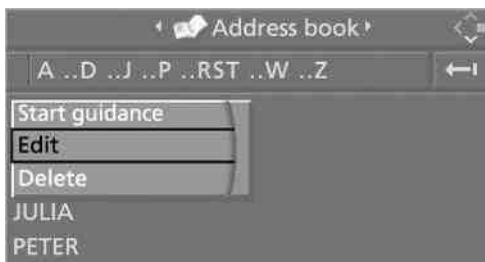 Address book
A ..D ..J ..P ..RST ..W ..Z
Start guidance
Edit
Delete
JULIA
PETER